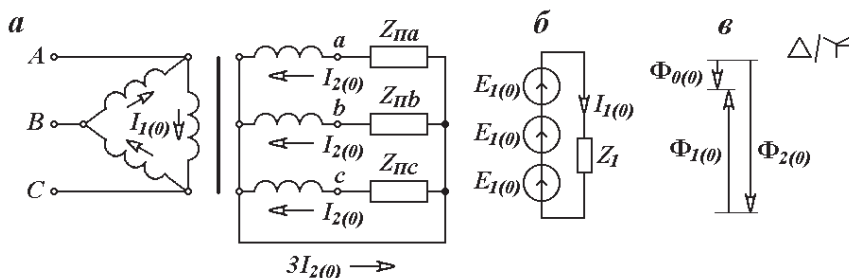 а
б
в
A
B
C
I1(0)
a
b
c
ZПa
ZПb
ZПc
I2(0)
I2(0)
I2(0)
3I2(0)
E1(0)
E1(0)
E1(0)
I1(0)
Z1
Φ0(0)
Φ1(0)
Φ2(0)